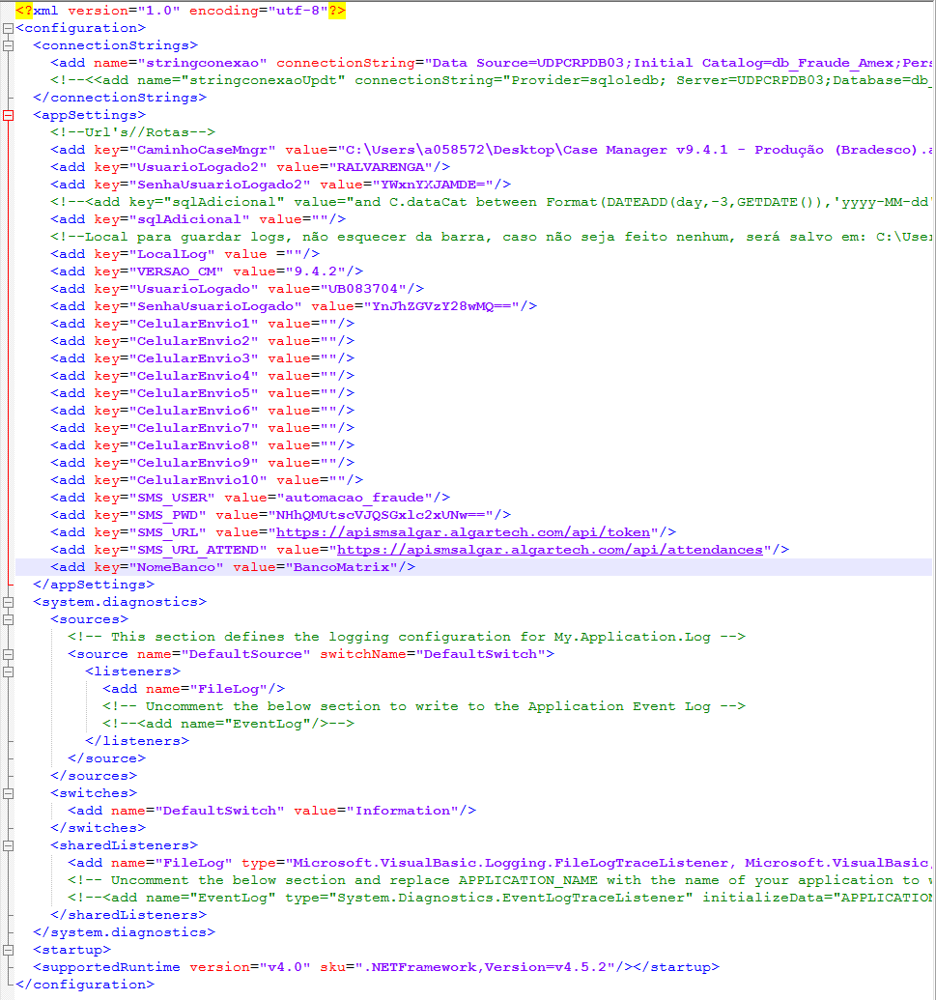 <?xml version="1.0" encoding="utf-8"?>
<configuration>
<connectionStrings>
<add name="stringconexao" connectionString="Data Source=UDPCRPDB03;Initial Catalog=db_Fraude_Amex;Pers
<!--<<add name="stringconexaoUpdt" connectionString="Provider=sqloledb; Server=UDPCRPDB03;Database=db_
</connectionStrings>
<appSettings>
<!--Url's//Rotas-->
<add key="CaminhoCaseMngr" value="C:\Users\a058572\Desktop\Case Manager v9.4.1 - Produção (Bradesco).a
<add key="UsuarioLogado2" value="RALVARENGA"/>
<add key="SenhaUsuarioLogado2" value="YWxnYXJAMDE="/>
<!--<add key="sqlAdicional" value="and C.dataCat between Format(DATEADD(day,-3,GETDATE()),'yyyy-MM-dd'
<add key="sqlAdicional" value=""/>
<!--Local para guardar logs, não esquecer da barra, caso não seja feito nenhum, será salvo em: C:\User
<add key="LocalLog" value =""/>
<add key="VERSAO_CM" value="9.4.2"/>
<add key="UsuarioLogado" value="UB083704"/>
<add key="SenhaUsuarioLogado" value="YnJhZGVzY28wMQ=="/>
<add key="CelularEnvio1" value=""/>
<add key="CelularEnvio2" value=""/>
<add key="CelularEnvio3" value=""/>
<add key="CelularEnvio4" value=""/>
<add key="CelularEnvio5" value=""/>
<add key="CelularEnvio6" value=""/>
<add key="CelularEnvio7" value=""/>
<add key="CelularEnvio8" value=""/>
<add key="CelularEnvio9" value=""/>
<add key="CelularEnvio10" value=""/>
<add key="SMS_USER" value="automacao_fraude"/>
<add key="SMS_PWD" value="NHhQMUtscVJQSGxlc2xUNw=="/>
<add key="SMS_URL" value="https://apismsalgar.algartech.com/api/token"/>
<add key="SMS_URL_ATTEND" value="https://apismsalgar.algartech.com/api/attendances"/>
<add key="NomeBanco" value="BancoMatrix"/>
</appSettings>
<system.diagnostics>
<sources>
<!-- This section defines the logging configuration for My.Application.Log -->
<source name="DefaultSource" switchName="DefaultSwitch">
<listeners>
<add name="FileLog"/>
<!-- Uncomment the below section to write to the Application Event Log -->
<!--<add name="EventLog"/>-->
</listeners>
</source>
</sources>
<switches>
<add name="DefaultSwitch" value="Information"/>
</switches>
<sharedListeners>
<add name="FileLog" type="Microsoft.VisualBasic.Logging.FileLogTraceListener, Microsoft.VisualBasic,
<!-- Uncomment the below section and replace APPLICATION_NAME with the name of your application to w
<!--<add name="EventLog" type="System.Diagnostics.EventLogTraceListener" initializeData="APPLICATION
</sharedListeners>
</system.diagnostics>
<startup>
<supportedRuntime version="v4.0" sku=".NETFramework,Version=v4.5.2"/></startup>
</configuration>